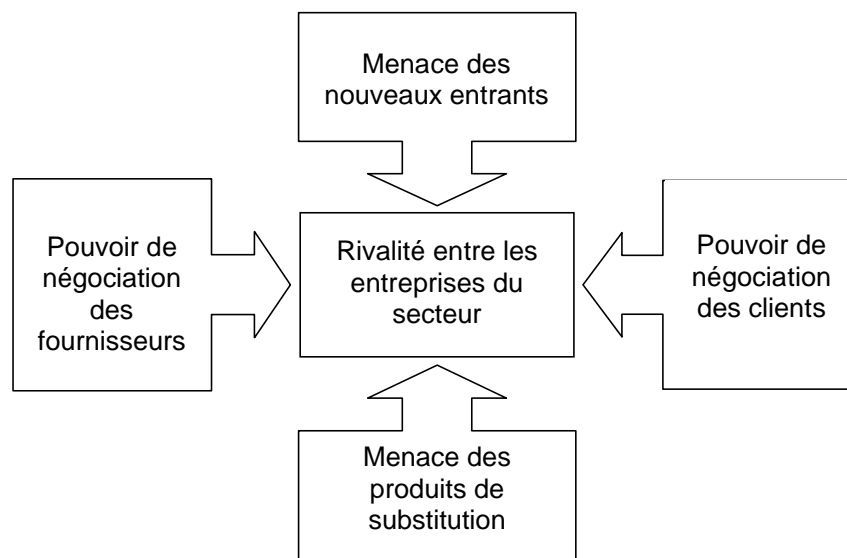 Menace des
nouveaux entrants
Pouvoir de
négociation
des
fournisseurs
Rivalité entre les
entreprises du
secteur
Pouvoir de
négociation
des clients
Menace des
produits de
substitution